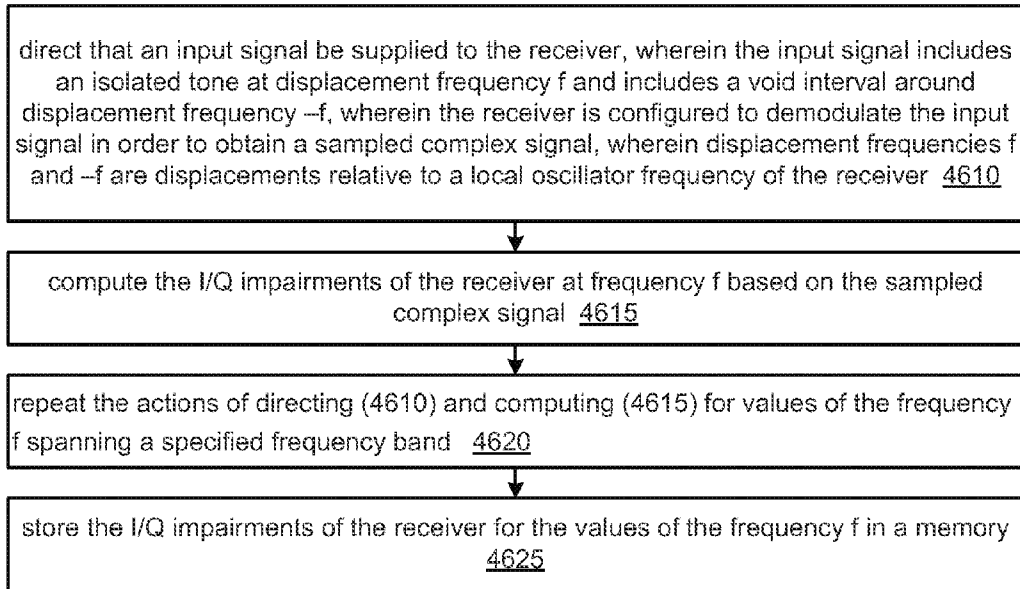 direct that an input signal be supplied to the receiver, wherein the input signal includes
an isolated tone at displacement frequency f and includes a void interval around
displacement frequency –f, wherein the receiver is configured to demodulate the input
signal in order to obtain a sampled complex signal, wherein displacement frequencies f
and –f are displacements relative to a local oscillator frequency of the receiver 4610
compute the I/Q impairments of the receiver at frequency f based on the sampled
complex signal 4615
repeat the actions of directing (4610) and computing (4615) for values of the frequency
f spanning a specified frequency band 4620
store the I/Q impairments of the receiver for the values of the frequency f in a memory
4625